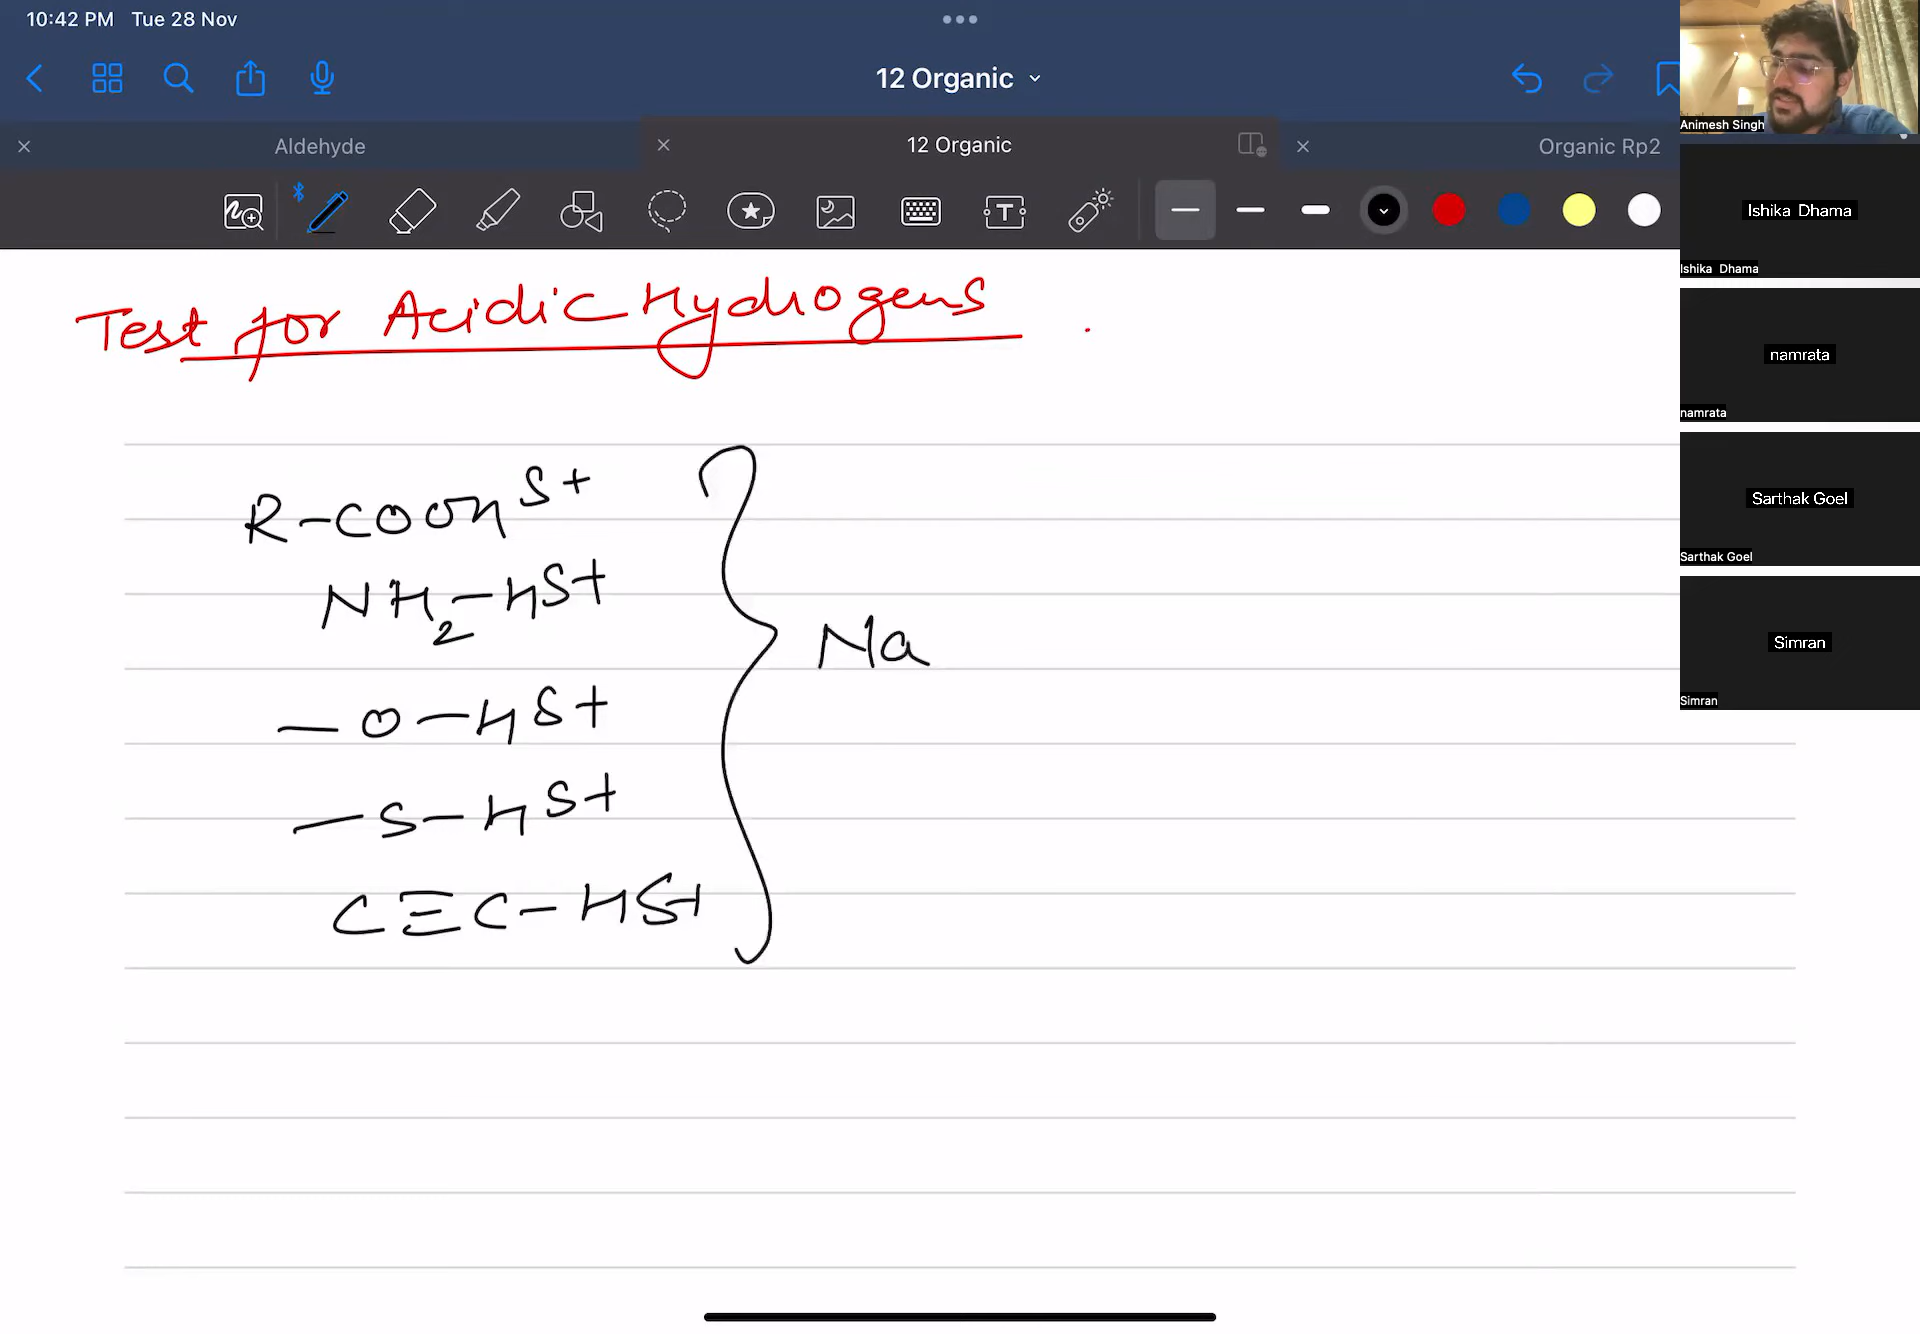 10:42 PM Tue 28 Nov
12 Organic
Aldehyde
12 Organic
Organic Rp2
T
Test for Acidic Hydrogens
R-COOH δ+
NH2-H δ+
-O-H δ+
-S-H δ+
C≡C-H δ+
Na
Animesh Singh
Ishika Dhama
Ishika Dhama
namrata
namrata
Sarthak Goel
Sarthak Goel
Simran
Simran